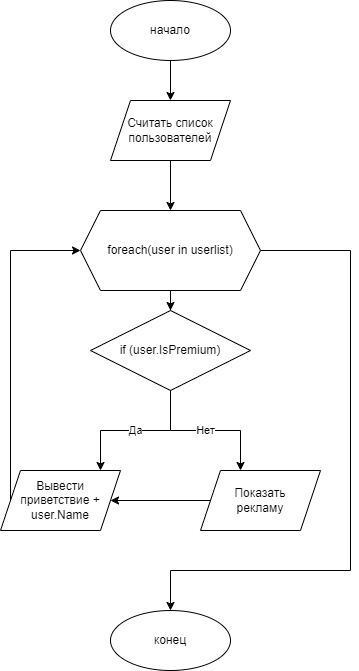 начало
Считать список
пользователей
foreach(user in userlist)
if (user.IsPremium)
Да
Нет
Вывести
приветствие +
user.Name
Показать
рекламу
конец